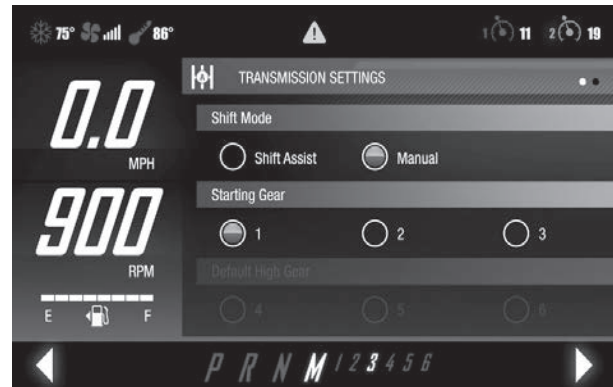 75° 86° 1 11 2 19
TRANSMISSION SETTINGS
0.0
MPH
Shift Mode
Shift Assist Manual
900
RPM
Starting Gear
1 2 3
Default High Gear
4 5 6
E F
P R N M 1 2 3 4 5 6